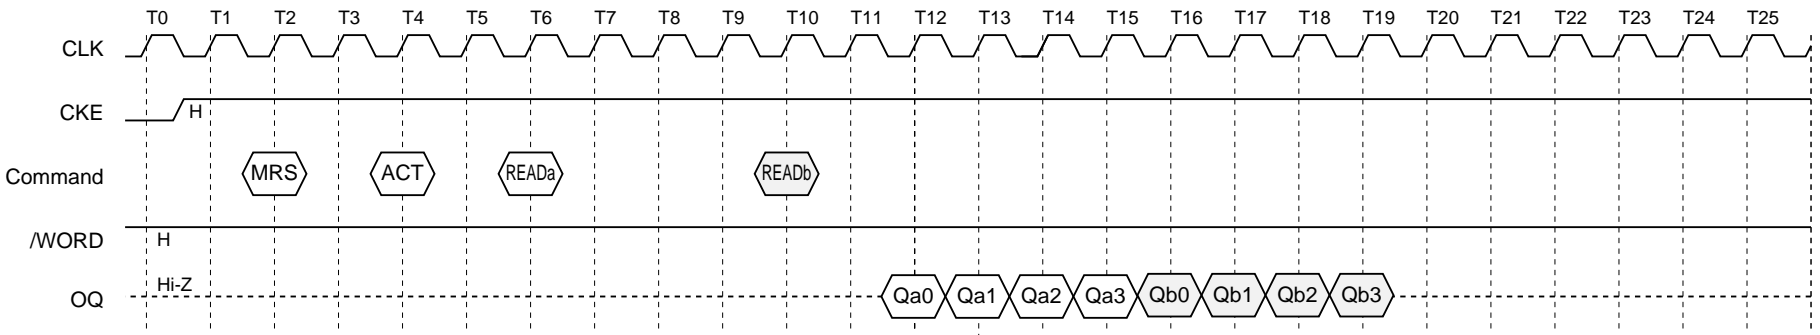 T0 T1 T2 T3 T4 T5 T6 T7 T8 T9 T10 T11 T12 T13 T14 T15 T16 T17 T18 T19 T20 T21 T22 T23 T24 T25
CLK
CKE H
Command MRS ACT READa READb
/WORD H
OQ Hi-Z Qa0 Qa1 Qa2 Qa3 Qb0 Qb1 Qb2 Qb3